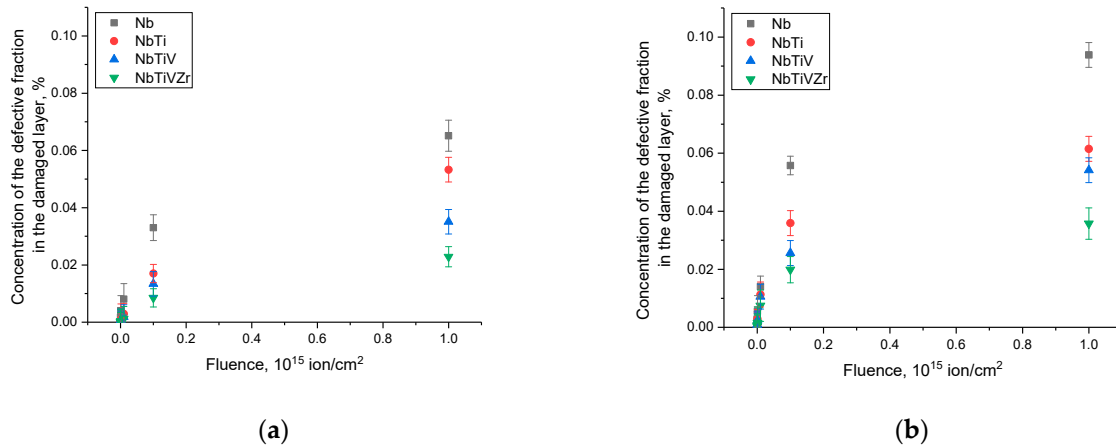 Nb
NbTi
NbTiV
NbTiVZr
0.10
0.08
0.06
0.04
0.02
0.00
Concentration of the defective fraction
in the damaged layer, %
0.0 0.2 0.4 0.6 0.8 1.0
Fluence, 10¹⁵ ion/cm²
(a)
Nb
NbTi
NbTiV
NbTiVZr
0.10
0.08
0.06
0.04
0.02
0.00
Concentration of the defective fraction
in the damaged layer, %
0.0 0.2 0.4 0.6 0.8 1.0
Fluence, 10¹⁵ ion/cm²
(b)